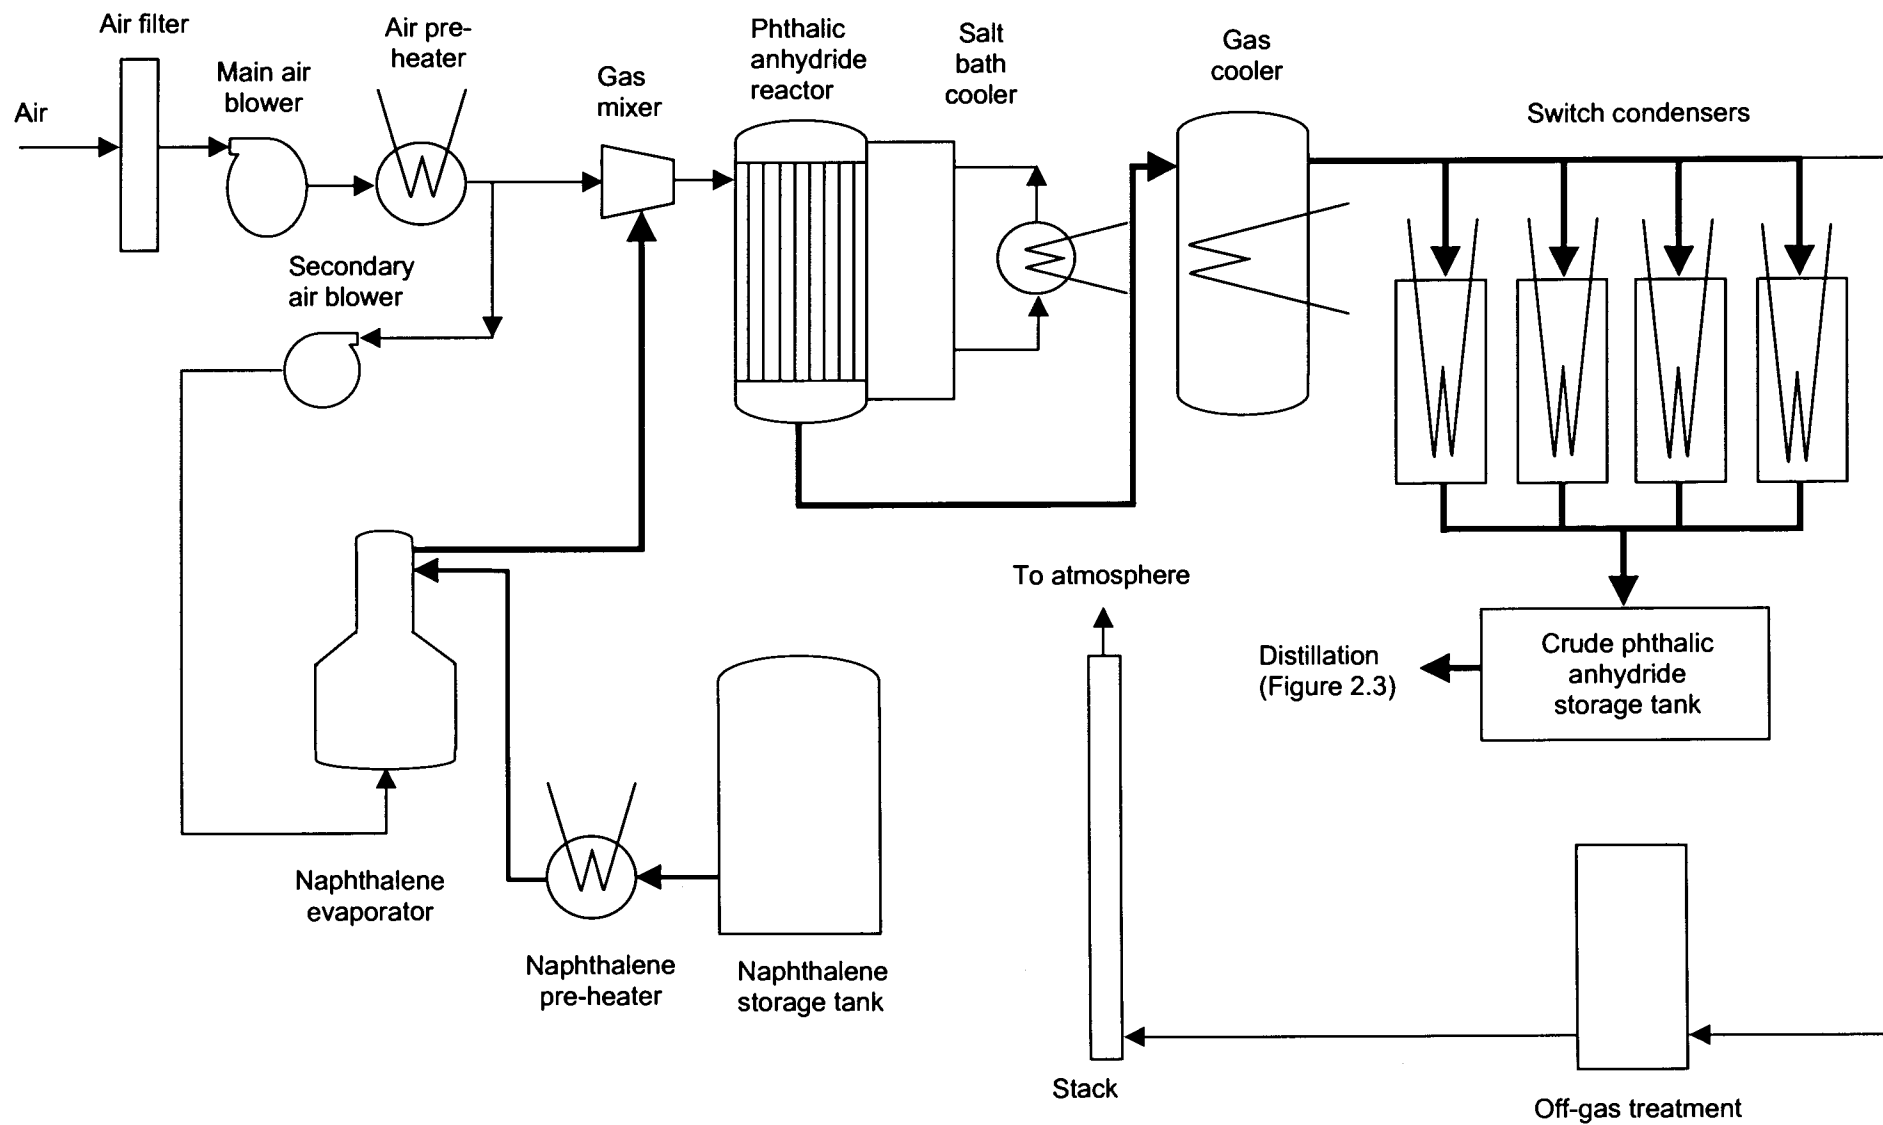 Air filter
Air pre-
heater
Main air
blower
Gas
mixer
Phthalic
anhydride
reactor
Salt
bath
cooler
Gas
cooler
Switch condensers
Air
Secondary
air blower
To atmosphere
Distillation
(Figure 2.3)
Crude phthalic
anhydride
storage tank
Naphthalene
evaporator
Naphthalene
pre-heater
Naphthalene
storage tank
Stack
Off-gas treatment